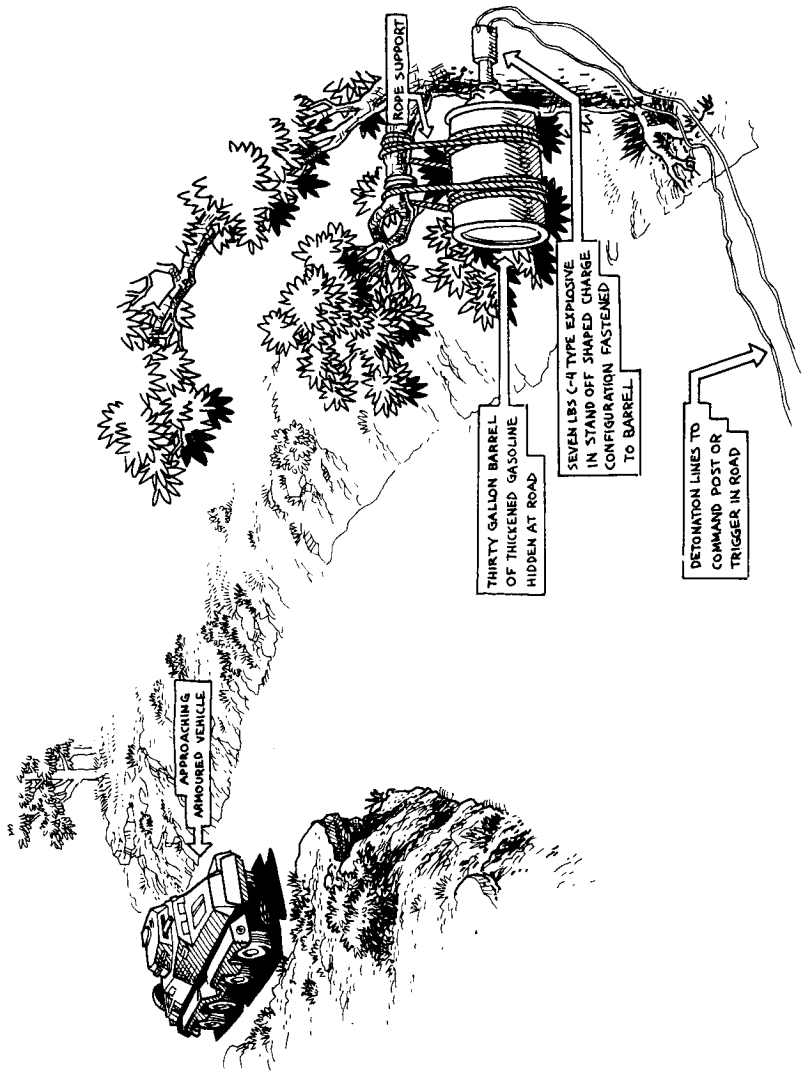 APPROACHING
ARMOURED VEHICLE
ROPE SUPPORT
THIRTY GALLON BARREL
OF THICKENED GASOLINE
HIDDEN AT ROAD
SEVEN LBS C-4 TYPE EXPLOSIVE
IN STAND OFF SHAPED CHARGE
CONFIGURATION FASTENED
TO BARREL
DETONATION LINES TO
COMMAND POST OR
TRIGGER IN ROAD